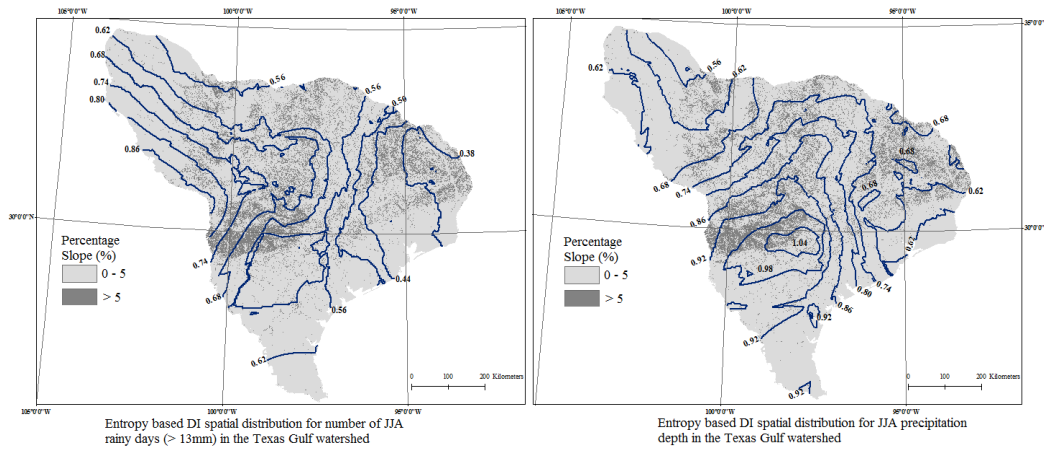 105°0'0"W
100°0'0"W
95°0'0"W
0.62
0.68
0.74
0.80
0.86
0.56
0.56
0.50
0.38
30°0'0"N
Percentage
Slope (%)
0 - 5
> 5
0.74
0.68
0.44
0.56
0.62
0 100 200 Kilometers
105°0'0"W
100°0'0"W
95°0'0"W
Entropy based DI spatial distribution for number of JJA
rainy days (> 13mm) in the Texas Gulf watershed
100°0'0"W
95°0'0"W
35°0'0"N
0.62
0.56
0.62
0.68
0.68
0.68
0.74
0.68
0.62
0.86
30°0'0"N
Percentage
Slope (%)
0 - 5
> 5
0.92
1.04
0.98
0.62
0.74
0.80
0.86
0.92
0.92
0.92
0 100 200 Kilometers
100°0'0"W
95°0'0"W
Entropy based DI spatial distribution for JJA precipitation
depth in the Texas Gulf watershed